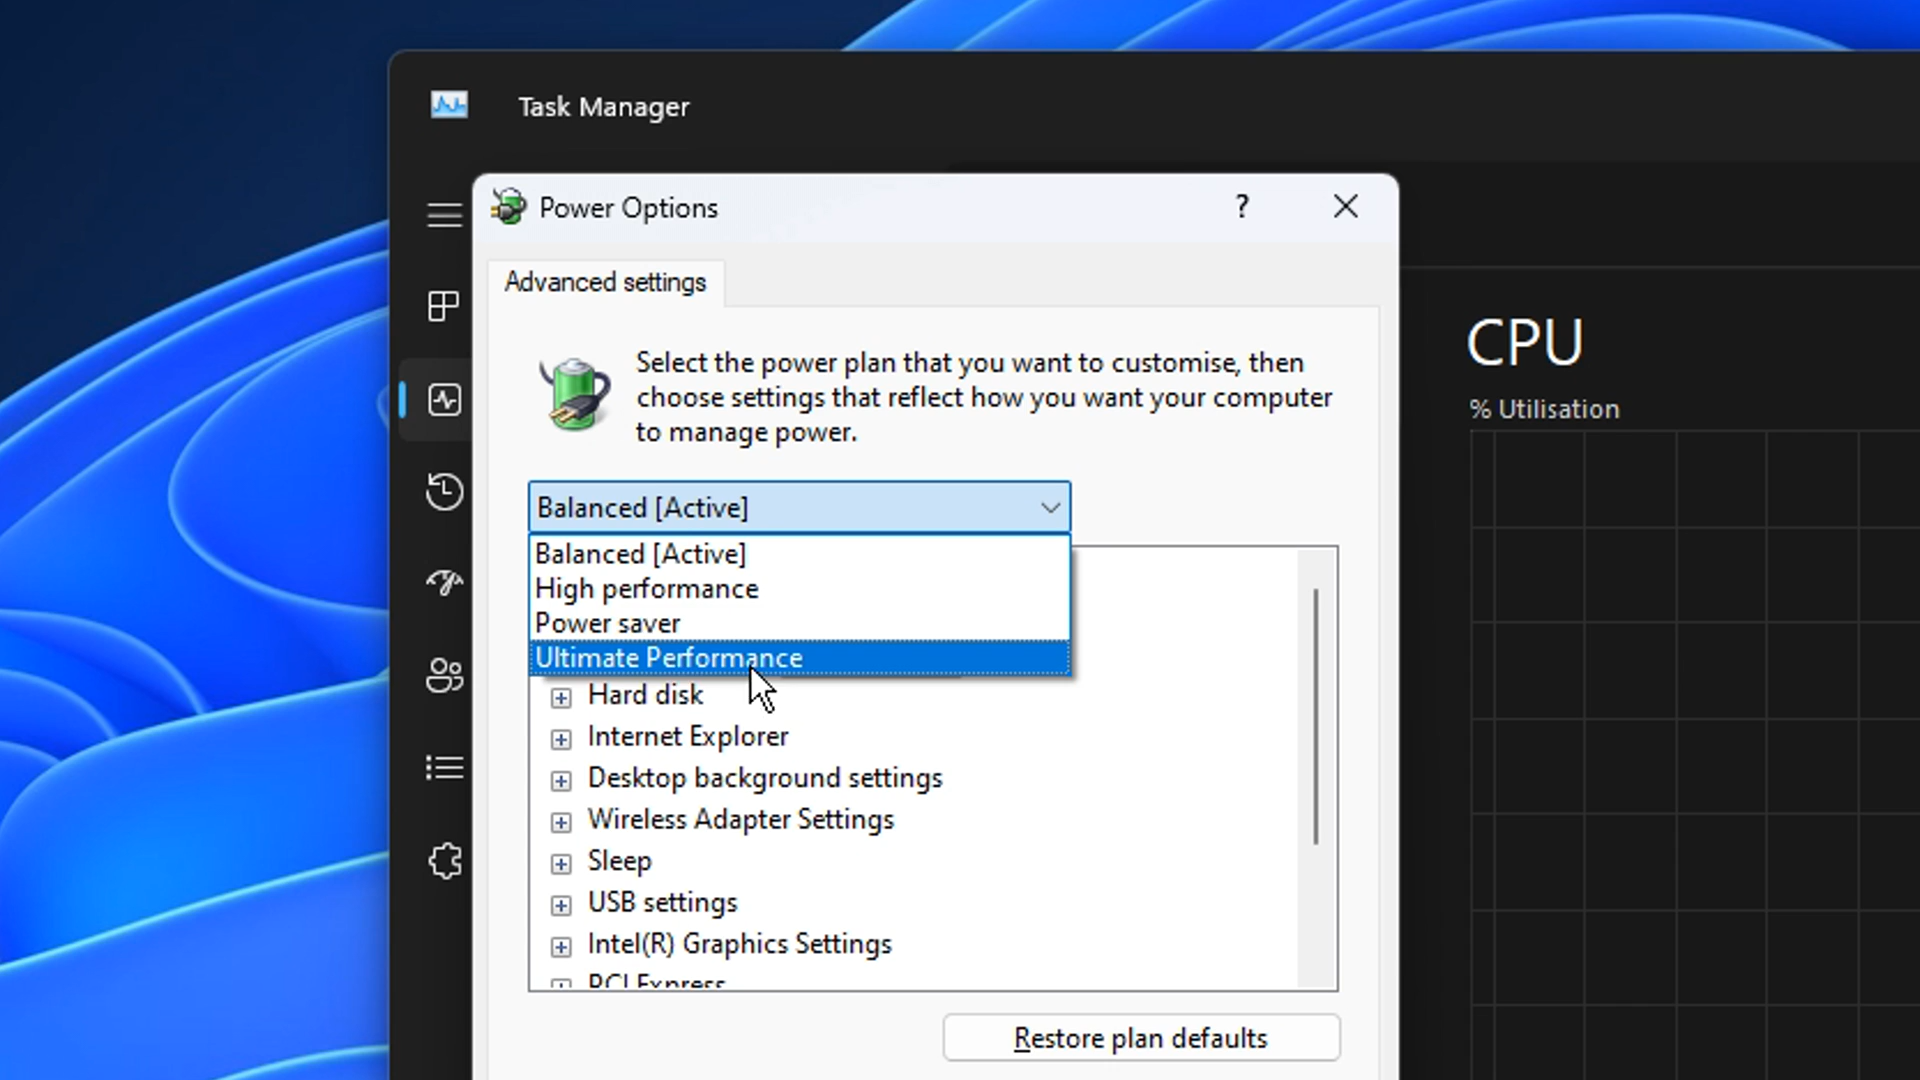 Task Manager
Power Options
?
Advanced settings
Select the power plan that you want to customise, then
choose settings that reflect how you want your computer
to manage power.
Balanced [Active]
Balanced [Active]
High performance
Power saver
Ultimate Performance
Hard disk
Internet Explorer
Desktop background settings
Wireless Adapter Settings
Sleep
USB settings
Intel(R) Graphics Settings
PCI Express
Restore plan defaults
CPU
% Utilisation